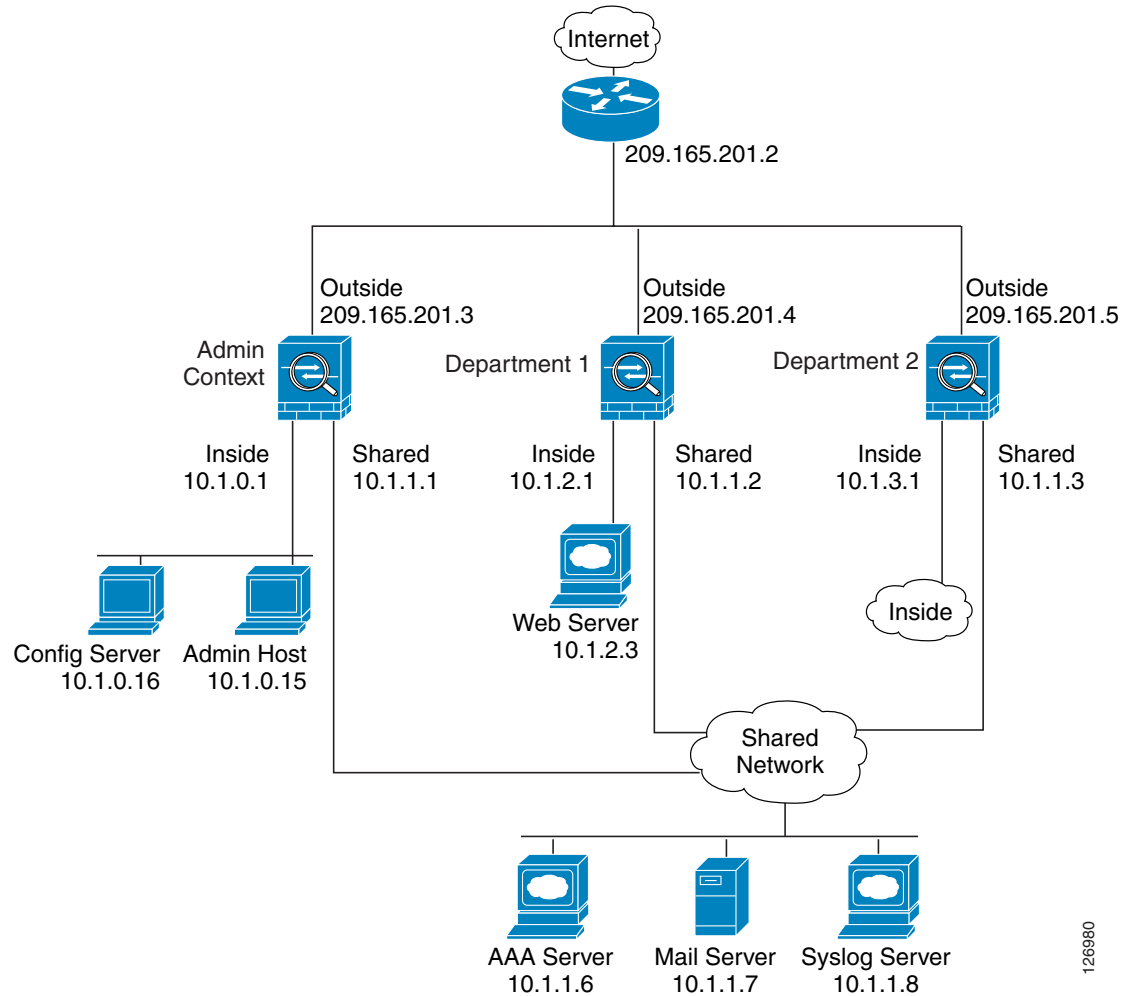 Internet
209.165.201.2
Outside
209.165.201.3
Outside
209.165.201.4
Outside
209.165.201.5
Admin
Context
Department 1
Department 2
Inside
10.1.0.1
Shared
10.1.1.1
Inside
10.1.2.1
Shared
10.1.1.2
Inside
10.1.3.1
Shared
10.1.1.3
Config Server
10.1.0.16
Admin Host
10.1.0.15
Web Server
10.1.2.3
Inside
Shared
Network
AAA Server
10.1.1.6
Mail Server
10.1.1.7
Syslog Server
10.1.1.8
126980